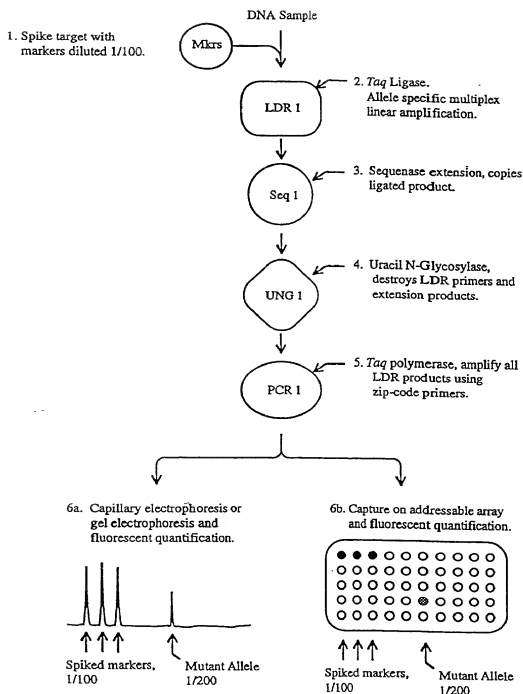 DNA Sample
1. Spike target with
markers diluted 1/100.
Mkrs
2. Taq Ligase.
Allele specific multiplex
linear amplification.
LDR 1
3. Sequenase extension, copies
ligated product.
Seq 1
4. Uracil N-Glycosylase,
destroys LDR primers and
extension products.
UNG 1
5. Taq polymerase, amplify all
LDR products using
zip-code primers.
PCR 1
6a. Capillary electrophoresis or
gel electrophoresis and
fluorescent quantification.
Spiked markers,
1/100
Mutant Allele
1/200
6b. Capture on addressable array
and fluorescent quantification.
Spiked markers,
1/100
Mutant Allele
1/200